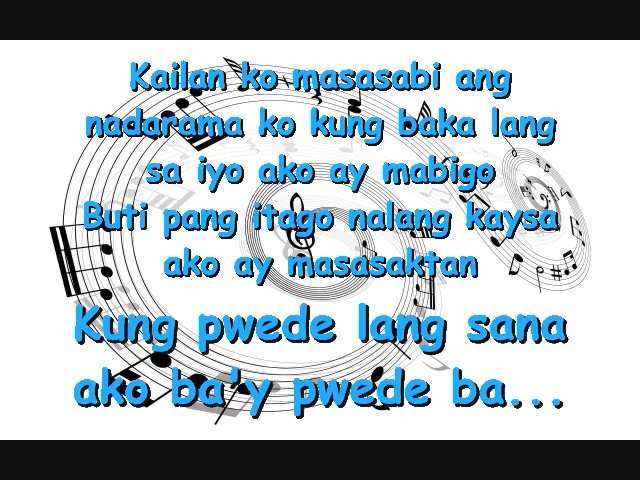 Kailan ko masasabi ang
nadarama ko kung baka lang
sa iyo ako ay mabigo
Buti pang itago nalang kaysa
ako ay masasaktan
Kung pwede lang sana
ako ba'y pwede ba...